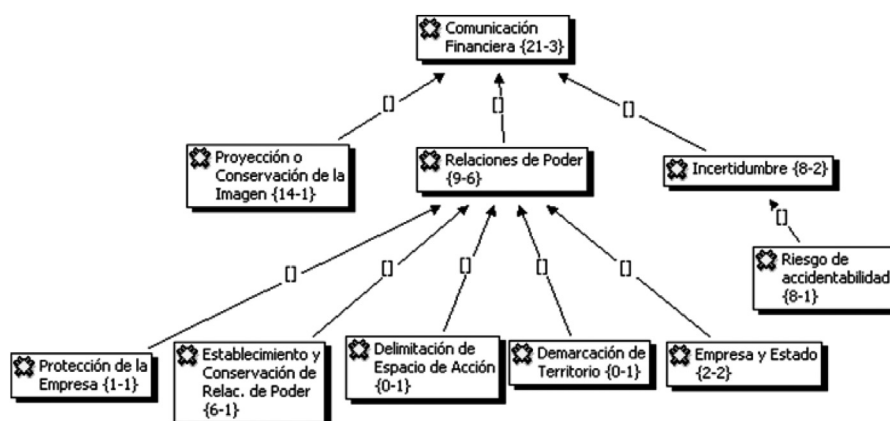 Comunicación
Financiera {21-3}
[]
[]
[]
Proyección o
Conservación de la
Imagen {14-1}
Relaciones de Poder
{9-6}
Incertidumbre {8-2}
[]
Riesgo de
accidentabilidad
{8-1}
[]
[]
[]
[]
[]
Protección de la
Empresa {1-1}
Establecimiento y
Conservación de
Relac. de Poder
{6-1}
Delimitación de
Espacio de Acción
{0-1}
Demarcación de
Territorio {0-1}
Empresa y Estado
{2-2}